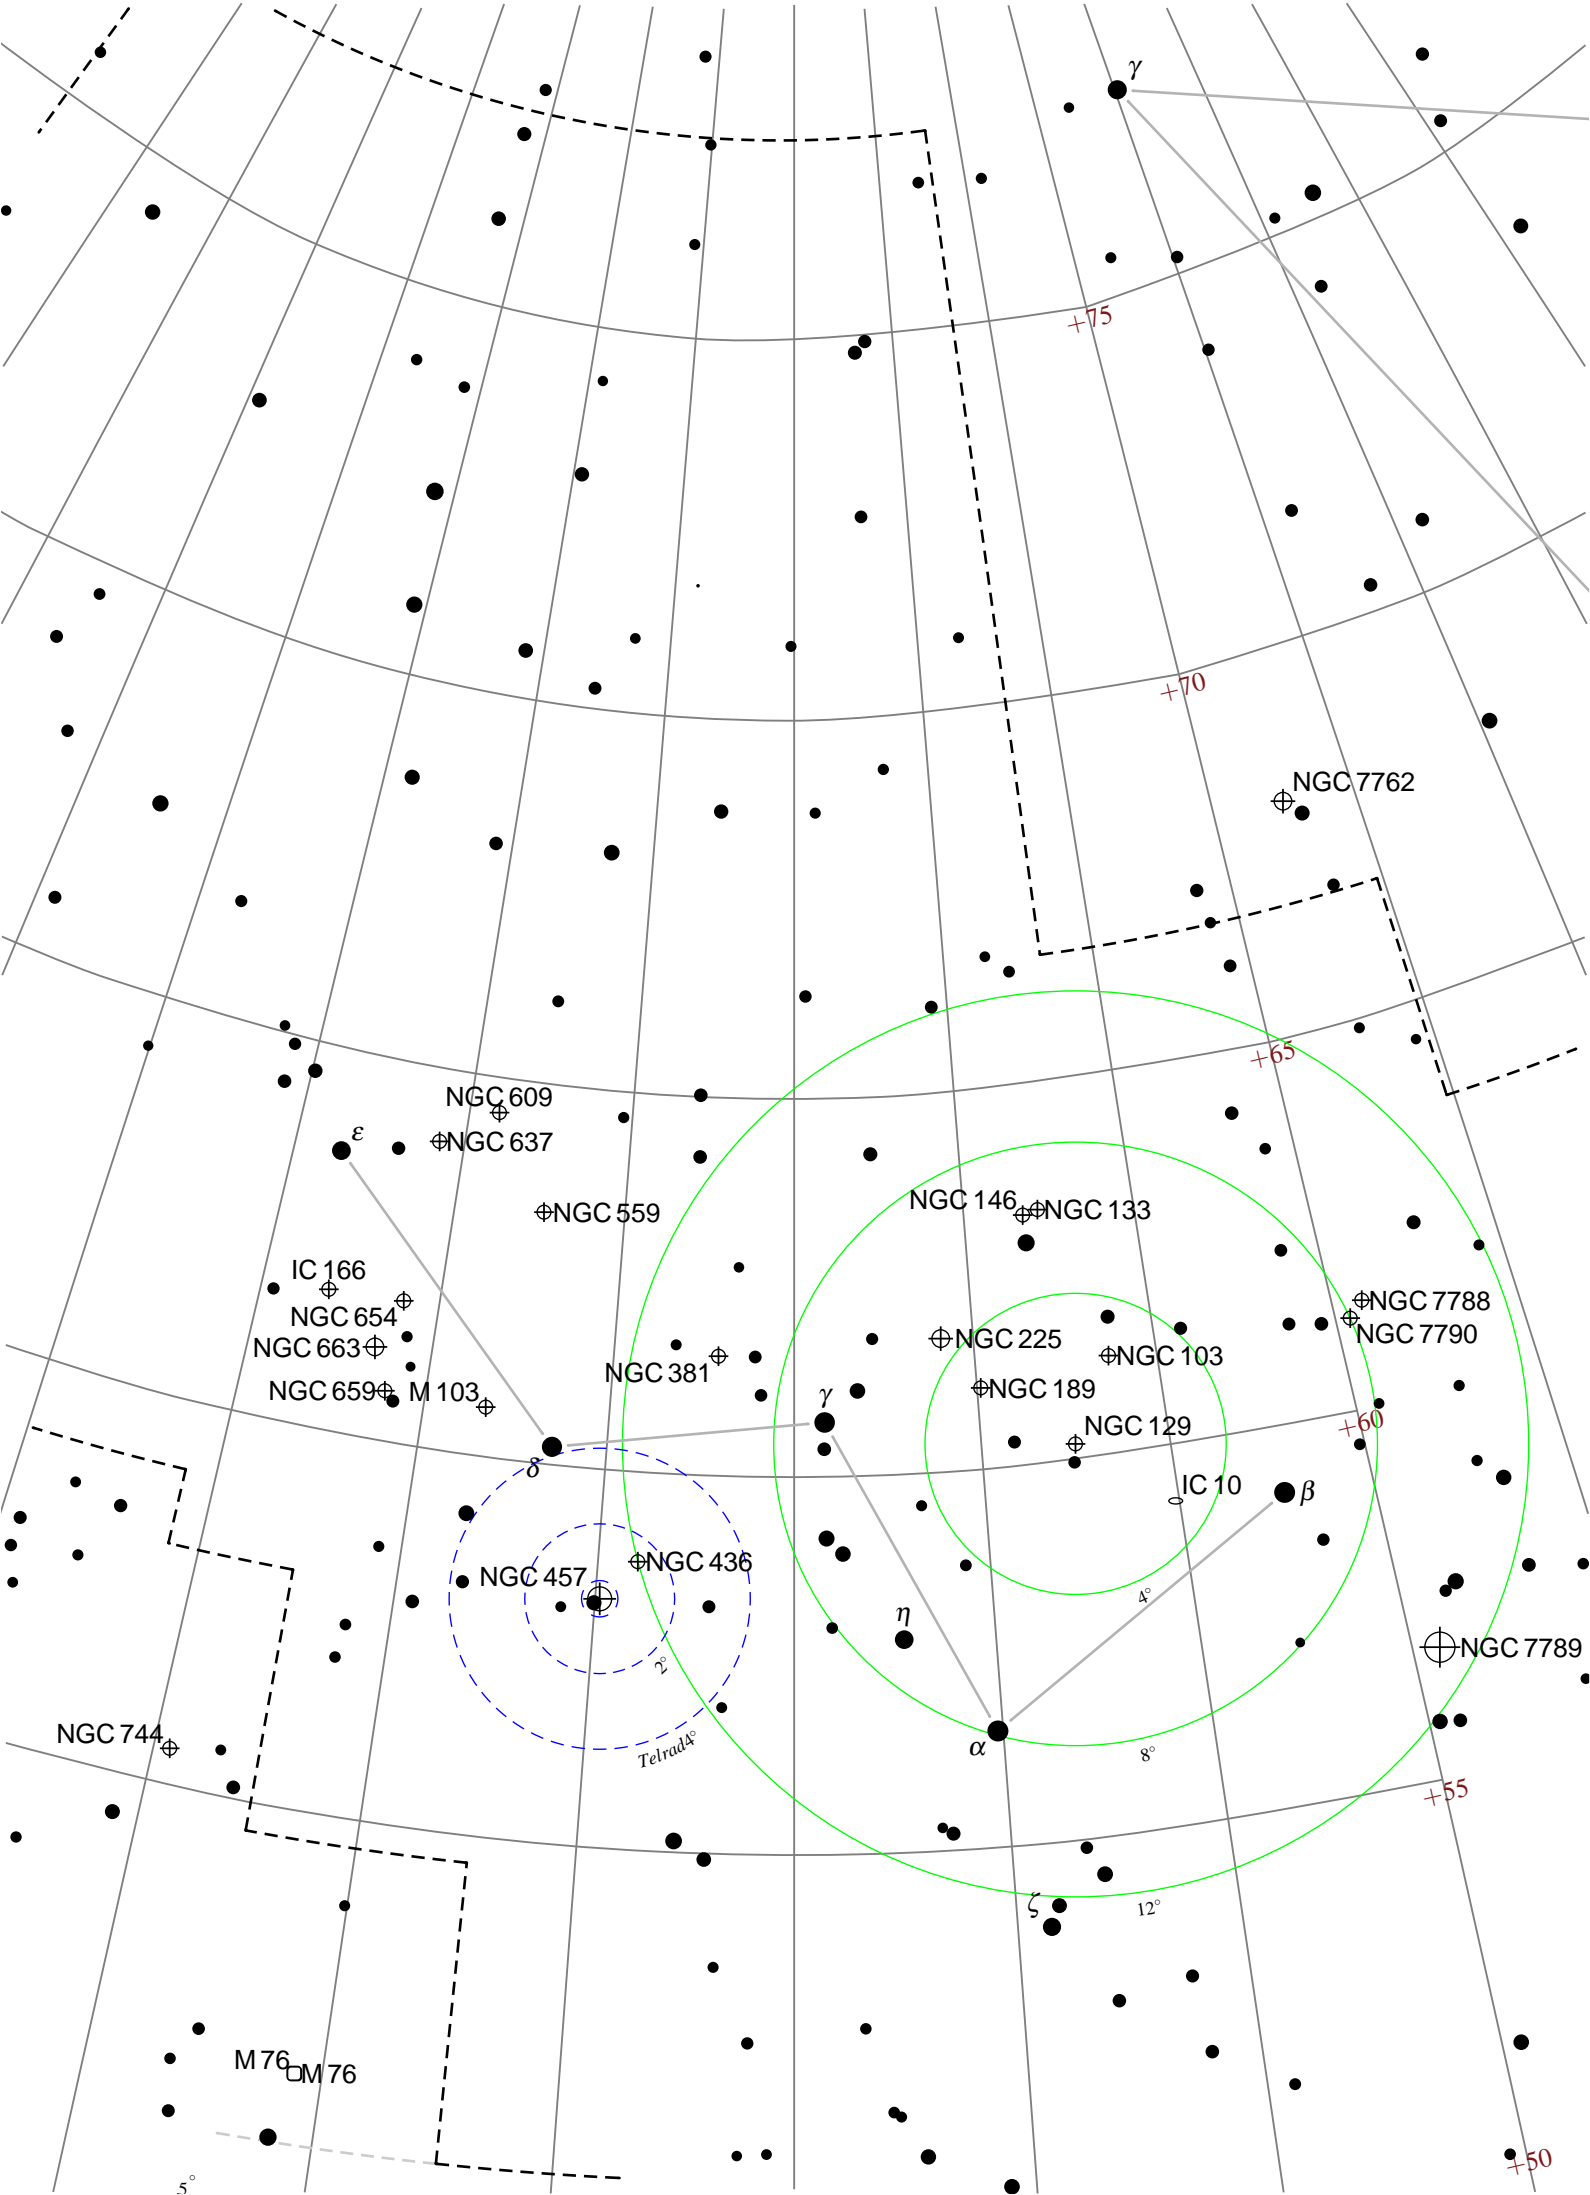 γ
+75
+70
NGC 7762
+65
NGC 609
ε
NGC 637
NGC 146
NGC 133
NGC 559
IC 166
NGC 654
NGC 7788
NGC 7790
NGC 663
NGC 225
NGC 103
NGC 381
NGC 659
M 103
NGC 189
γ
NGC 129
+60
δ
IC 10
β
NGC 436
NGC 457
4°
η
NGC 7789
2°
NGC 744
Telrad4°
α
8°
+55
ζ
12°
M 76
M 76
+50
5°